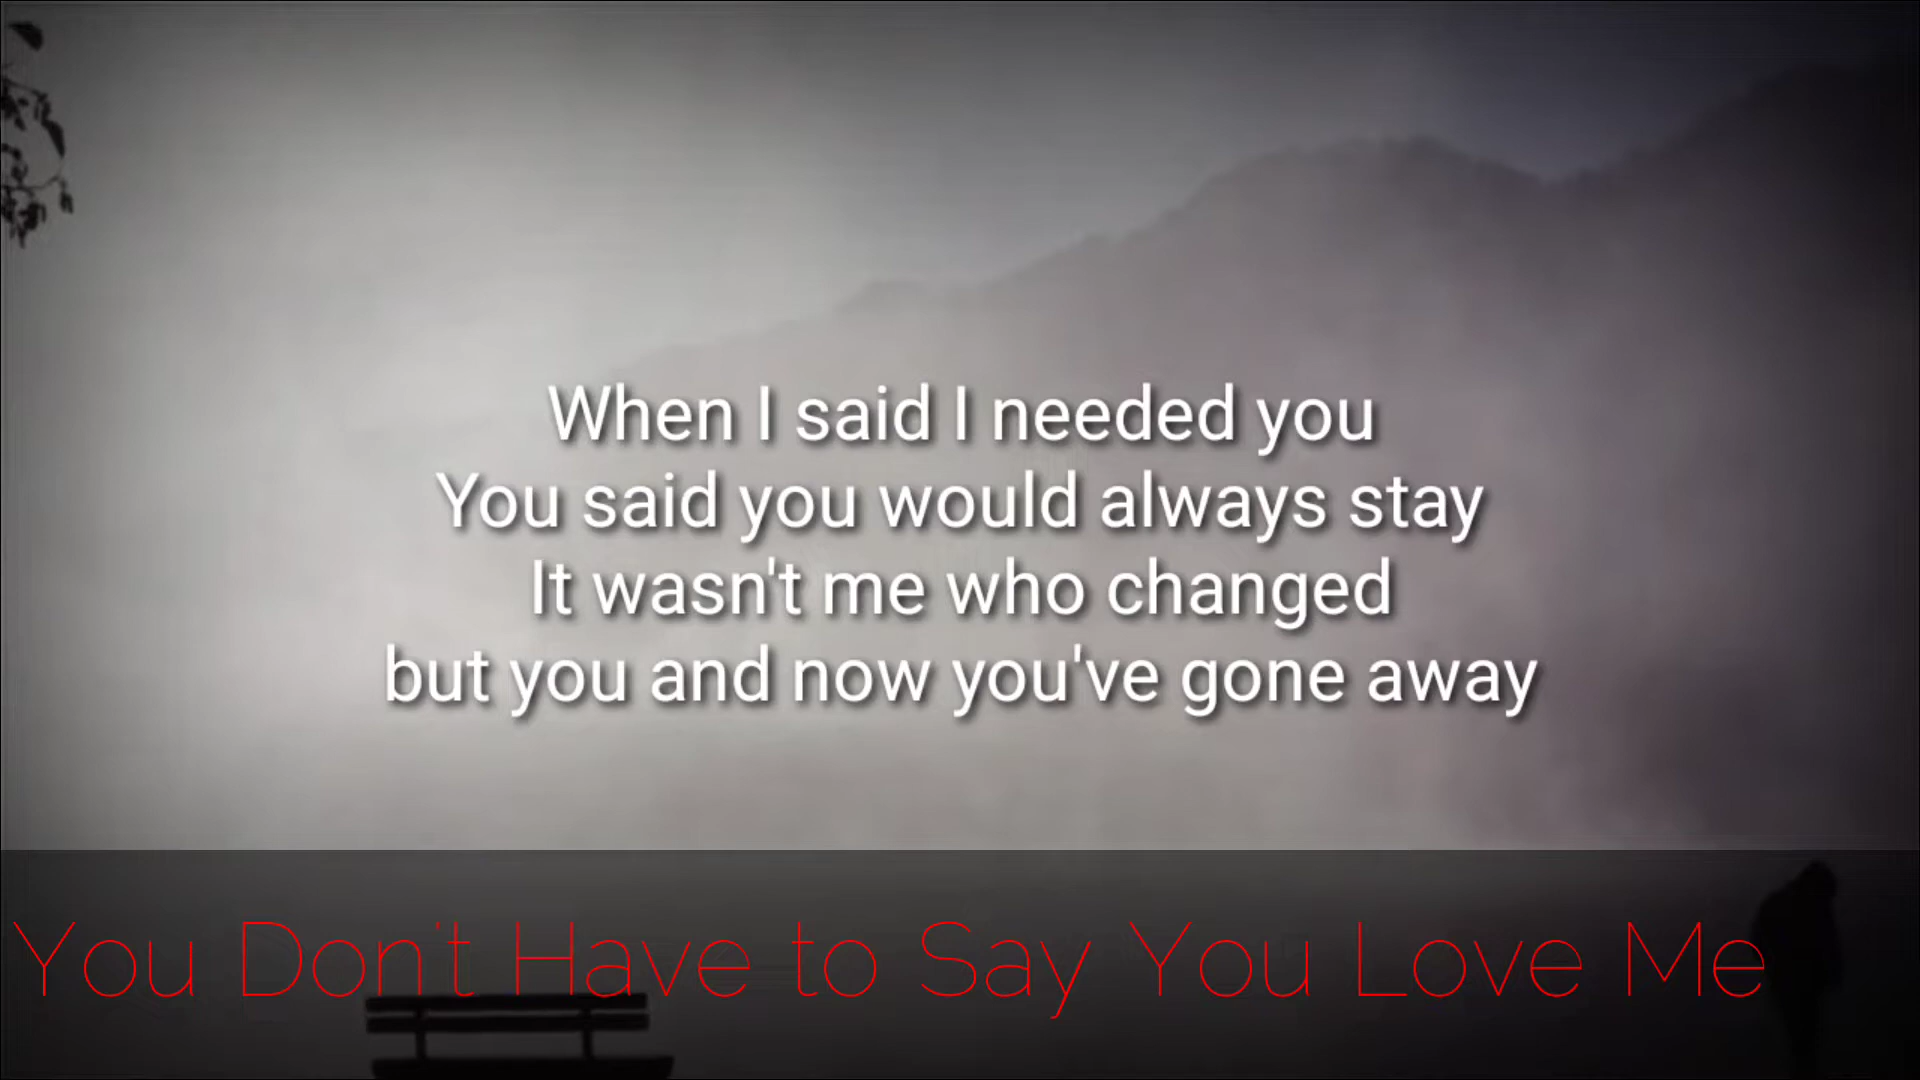 When I said I needed you
You said you would always stay
It wasn't me who changed
but you and now you've gone away
You Don't Have to Say You Love Me